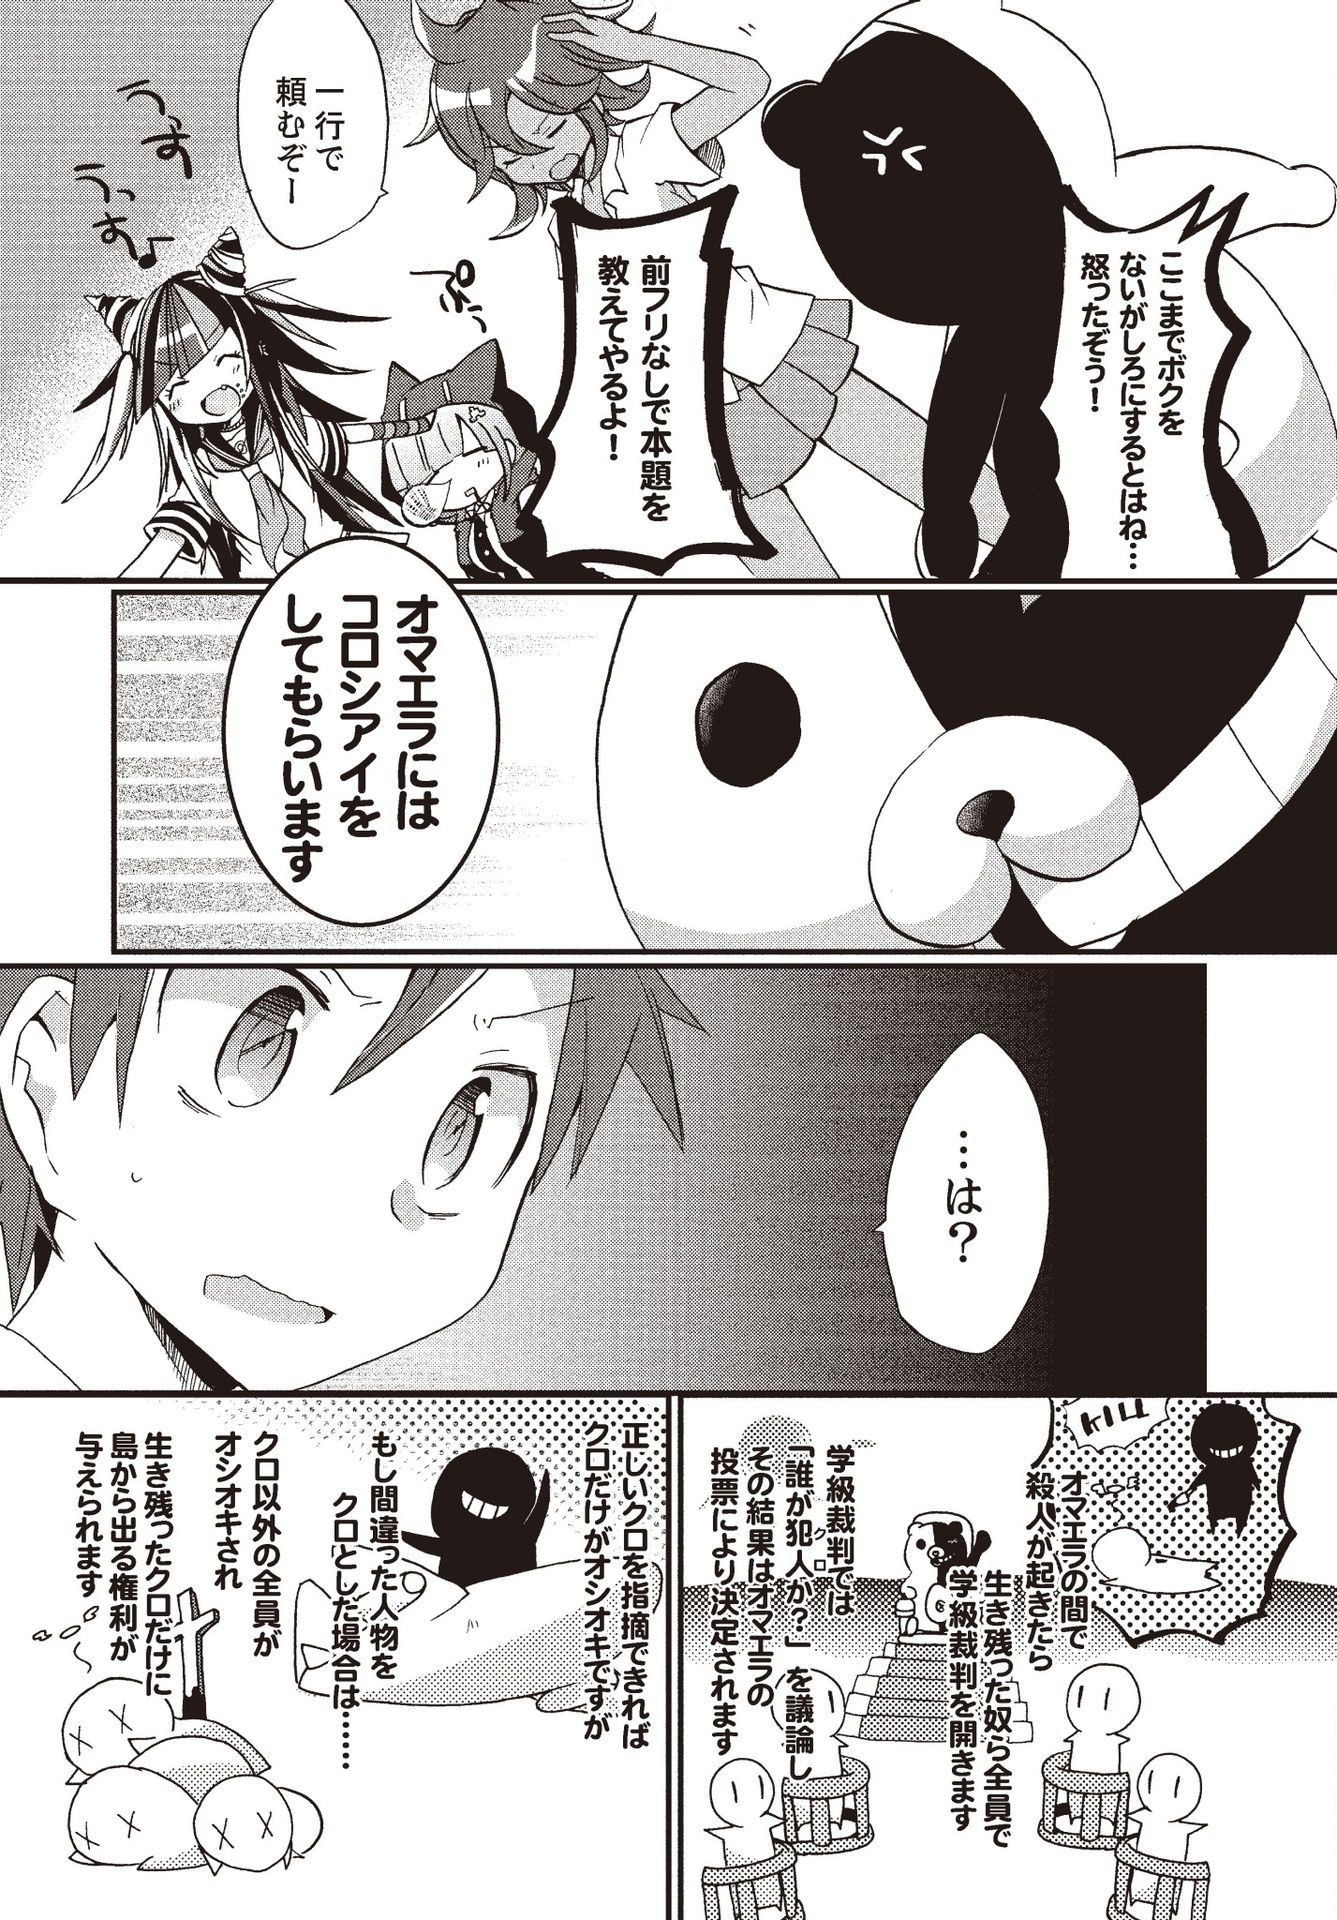 ここまでボクを
ないがしろにするとはね…
怒ったぞう！
前フリなしで本題を
教えてやるよ！
一行で
頼むぞー
うっす
うっす♪
オマエラには
コロシアイを
してもらいます
…は？
KILL
オマエラの間で
殺人が起きたら
生き残った奴ら全員で
学級裁判を開きます
学級裁判では
「誰が犯人か？」を議論し
クロ
その結果はオマエラの
投票により決定されます
正しいクロを指摘できれば
クロだけがオシオキですが
もし間違った人物を
クロとした場合は……
クロ以外の全員が
オシオキされ
生き残ったクロだけに
島から出る権利が
与えられます